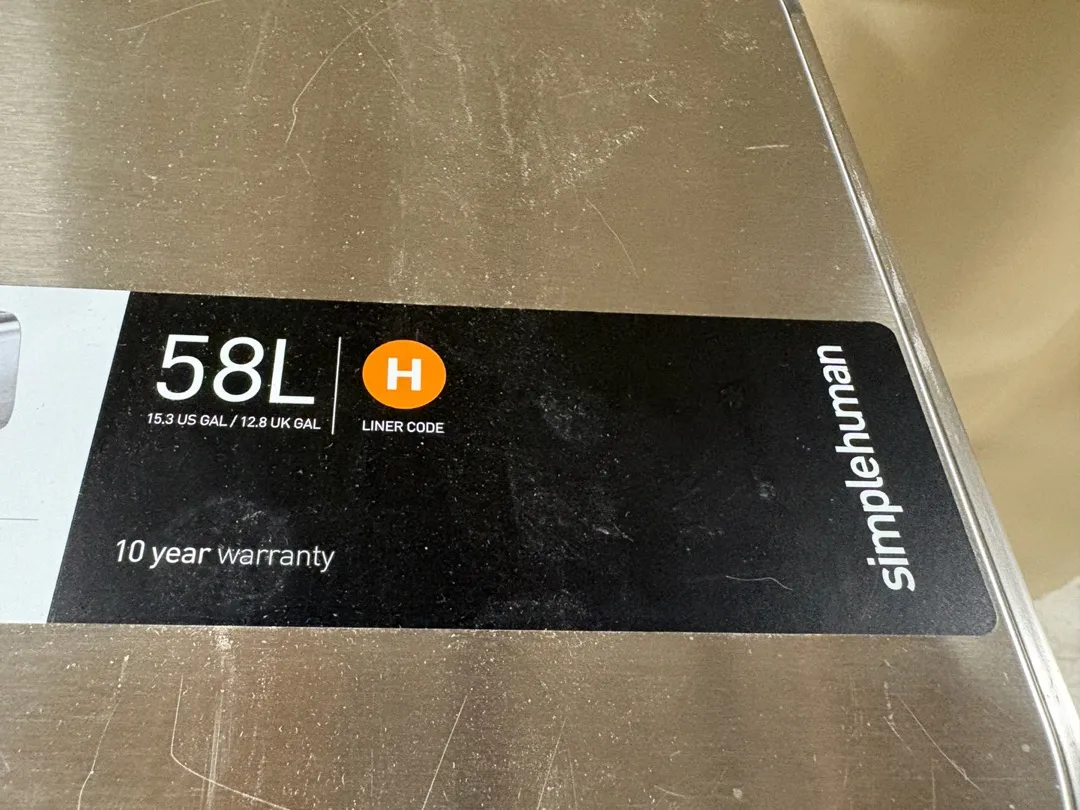 58L
15.3 US GAL / 12.8 UK GAL
H
LINER CODE
10 year warranty
simplehuman